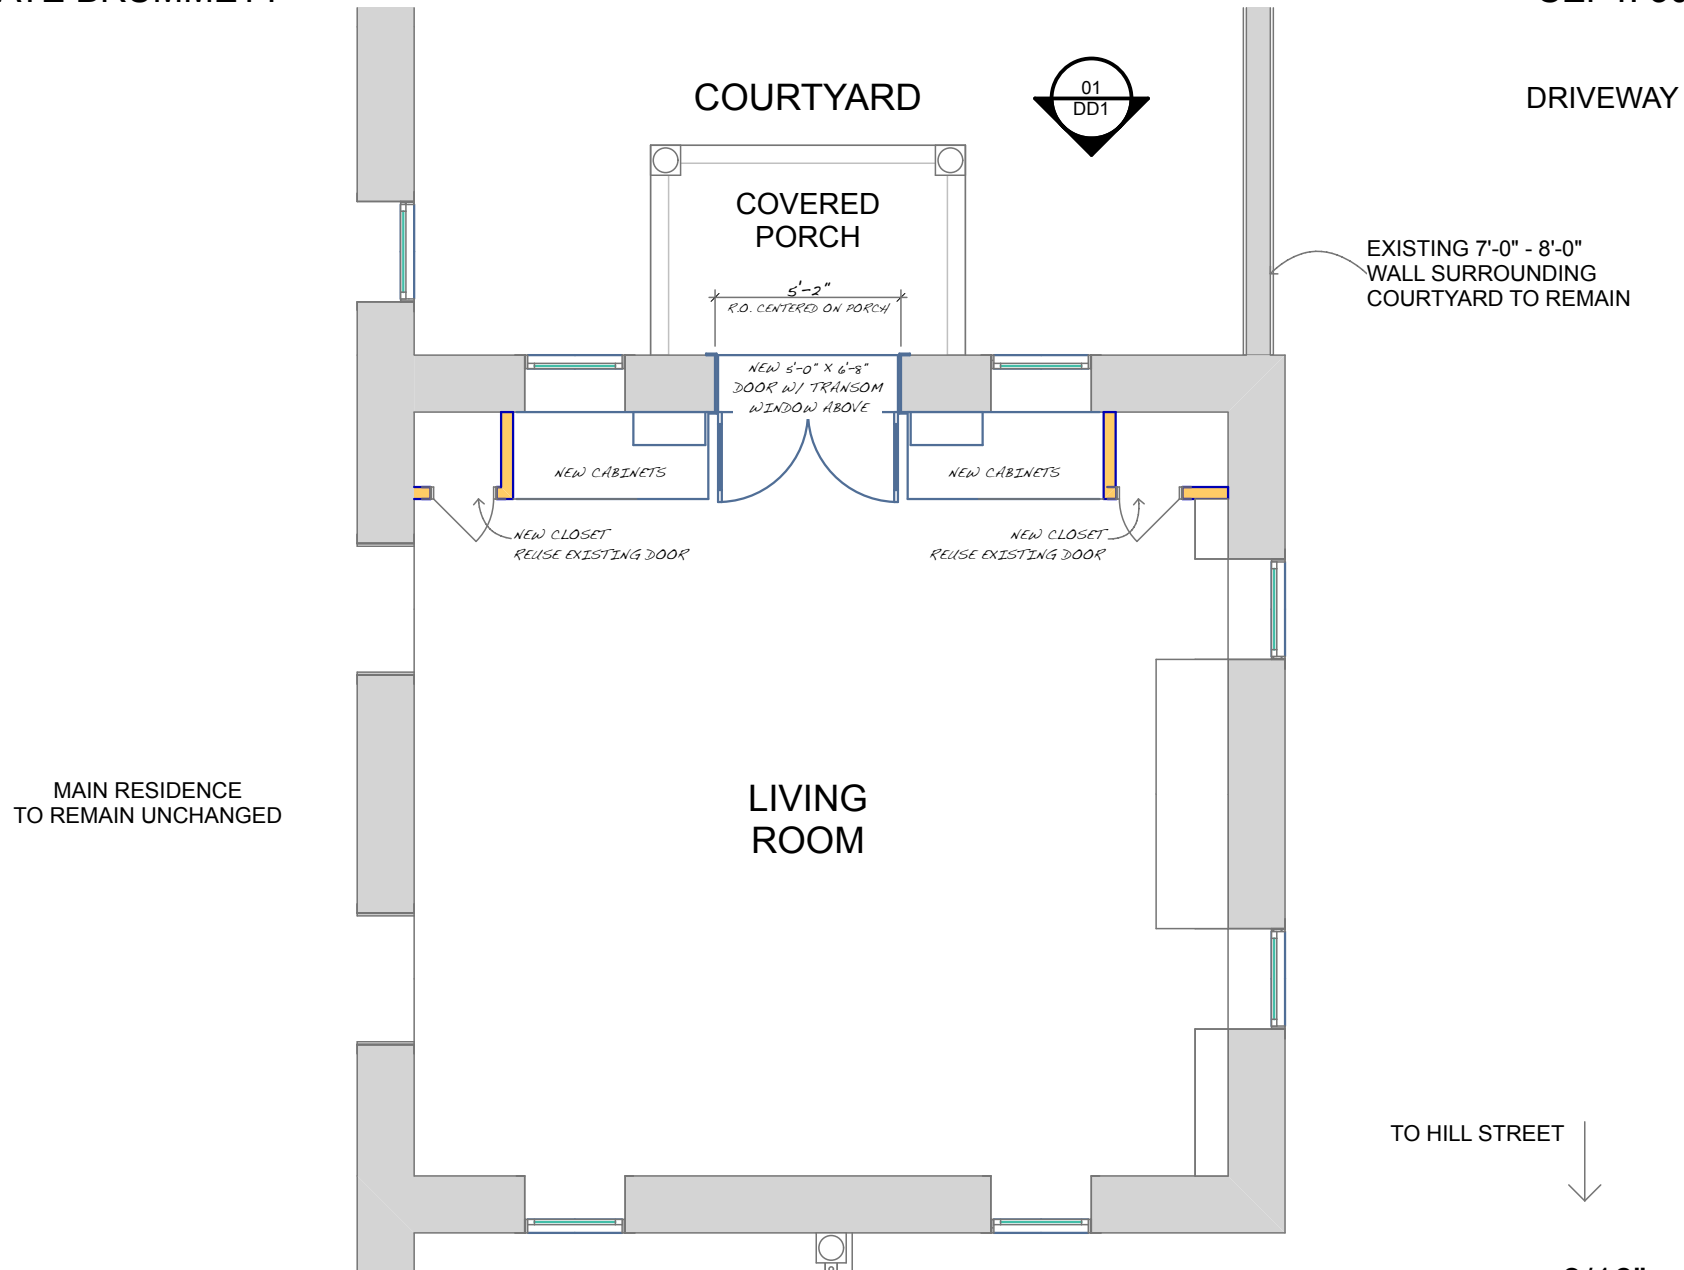 COURTYARD
01
DD1
DRIVEWAY
COVERED
PORCH
EXISTING 7'-0" - 8'-0"
WALL SURROUNDING
COURTYARD TO REMAIN
5'-2"
R.O. CENTERED ON PORCH
NEW 5'-0" X 6'-8"
DOOR W/ TRANSOM
WINDOW ABOVE
NEW CABINETS
NEW CABINETS
NEW CLOSET
REUSE EXISTING DOOR
NEW CLOSET
REUSE EXISTING DOOR
MAIN RESIDENCE
TO REMAIN UNCHANGED
LIVING
ROOM
TO HILL STREET